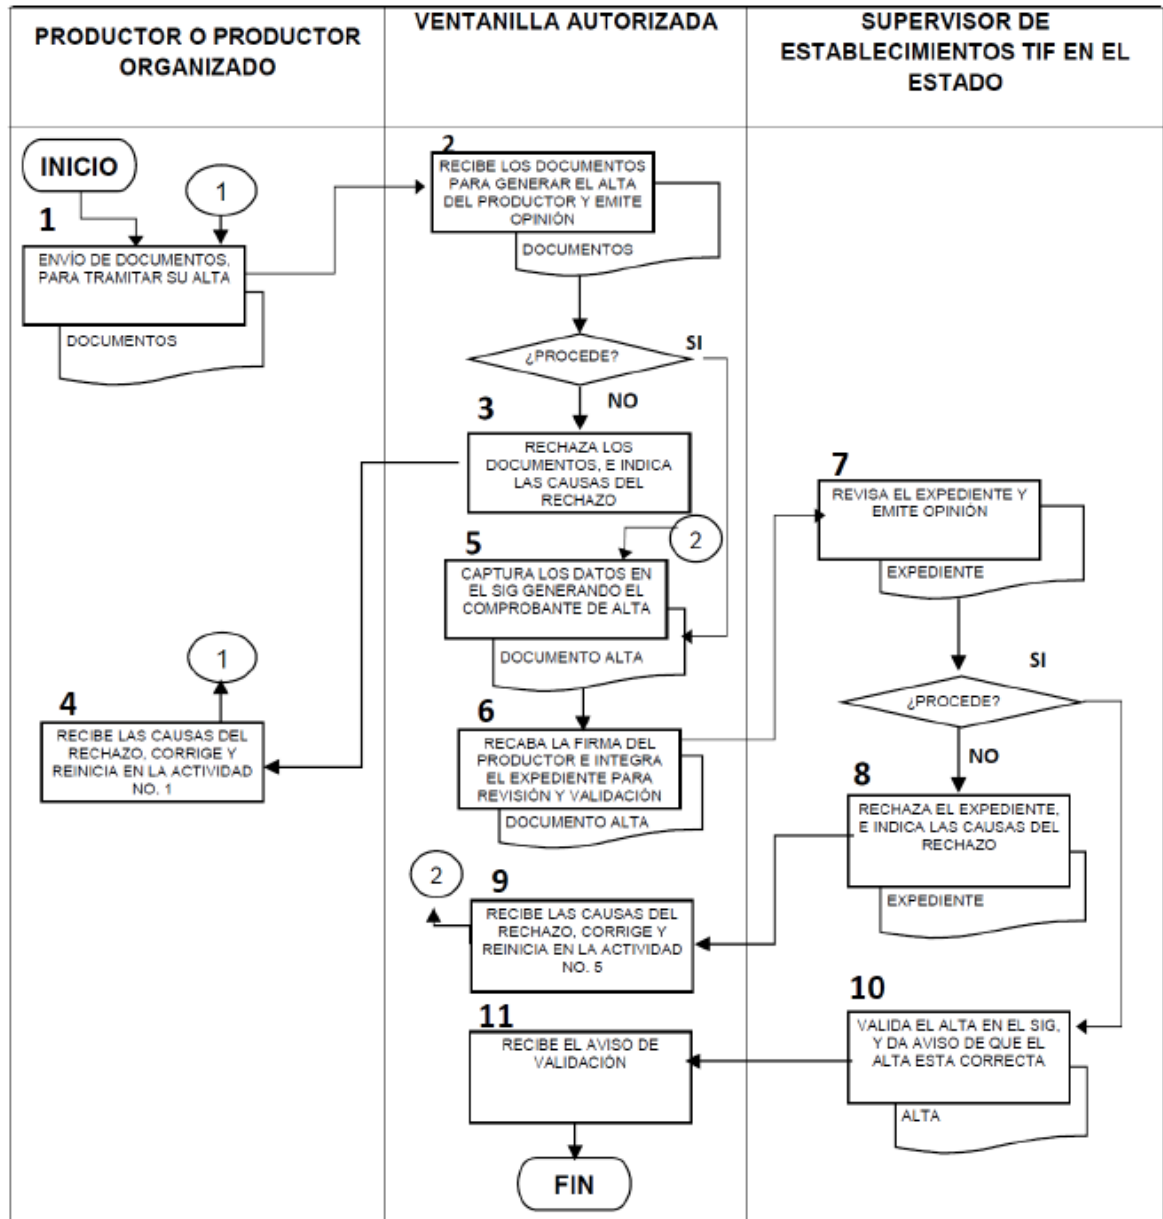 PRODUCTOR O PRODUCTOR
ORGANIZADO
VENTANILLA AUTORIZADA
SUPERVISOR DE
ESTABLECIMIENTOS TIF EN EL
ESTADO
INICIO
1
1
ENVÍO DE DOCUMENTOS,
PARA TRAMITAR SU ALTA
DOCUMENTOS
2
RECIBE LOS DOCUMENTOS
PARA GENERAR EL ALTA
DEL PRODUCTOR Y EMITE
OPINIÓN
DOCUMENTOS
¿PROCEDE?
SI
NO
3
RECHAZA LOS
DOCUMENTOS, E INDICA
LAS CAUSAS DEL
RECHAZO
1
4
RECIBE LAS CAUSAS DEL
RECHAZO, CORRIGE Y
REINICIA EN LA ACTIVIDAD
NO. 1
2
5
CAPTURA LOS DATOS EN
EL SIG GENERANDO EL
COMPROBANTE DE ALTA
DOCUMENTO ALTA
6
RECABA LA FIRMA DEL
PRODUCTOR E INTEGRA
EL EXPEDIENTE PARA
REVISIÓN Y VALIDACIÓN
DOCUMENTO ALTA
7
REVISA EL EXPEDIENTE Y
EMITE OPINIÓN
EXPEDIENTE
¿PROCEDE?
SI
NO
8
RECHAZA EL EXPEDIENTE,
E INDICA LAS CAUSAS DEL
RECHAZO
EXPEDIENTE
2
9
RECIBE LAS CAUSAS DEL
RECHAZO, CORRIGE Y
REINICIA EN LA ACTIVIDAD
NO. 5
10
VALIDA EL ALTA EN EL SIG,
Y DA AVISO DE QUE EL
ALTA ESTA CORRECTA
ALTA
11
RECIBE EL AVISO DE
VALIDACIÓN
FIN